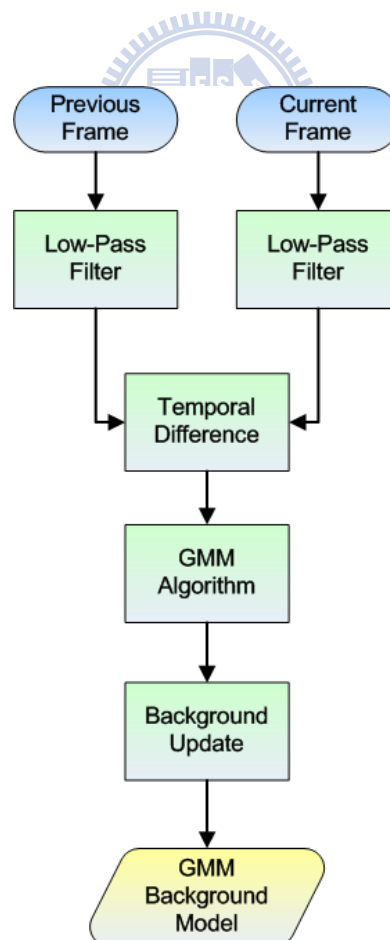 Previous
Frame
Current
Frame
Low-Pass
Filter
Low-Pass
Filter
Temporal
Difference
GMM
Algorithm
Background
Update
GMM
Background
Model